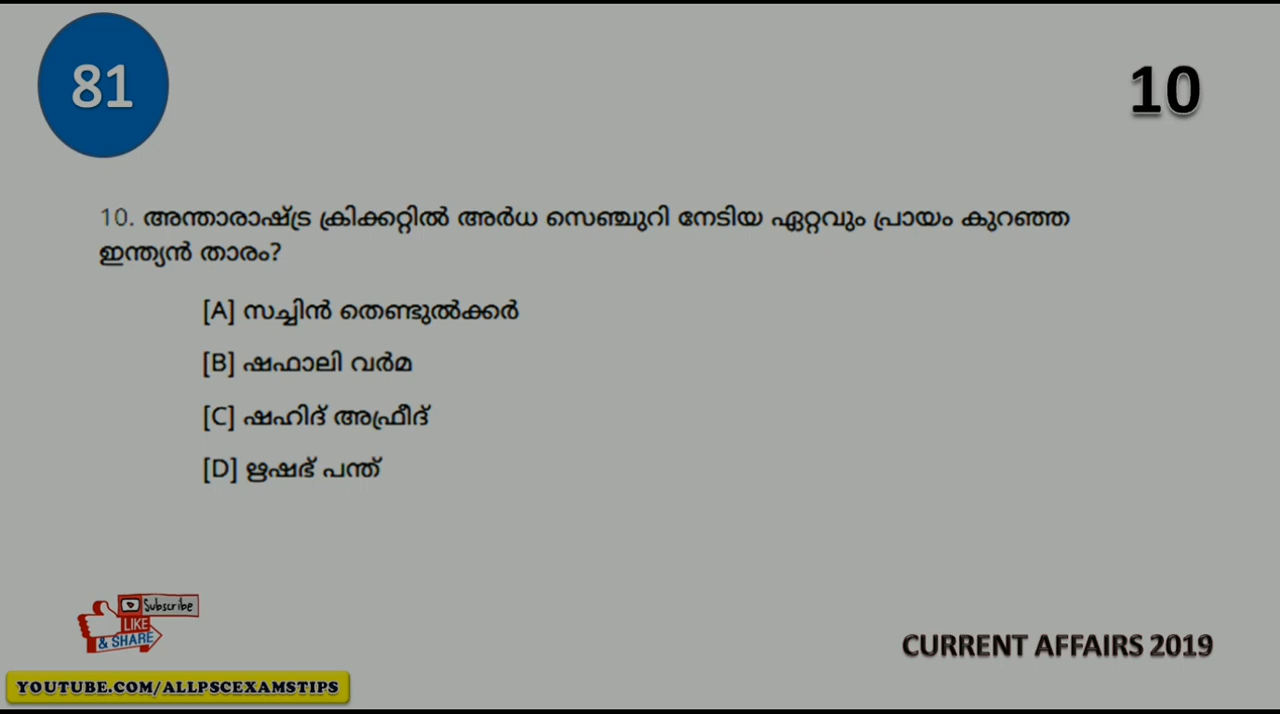 81
10
10. അന്താരാഷ്ട്ര ക്രിക്കറ്റിൽ അർധ സെഞ്ചുറി നേടിയ ഏറ്റവും പ്രായം കുറഞ്ഞ
ഇന്ത്യൻ താരം?
[A] സച്ചിൻ തെണ്ടുൽക്കർ
[B] ഷഫാലി വർമ
[C] ഷഹിദ് അഫ്രീദ്
[D] ഋഷഭ് പന്ത്
Subscribe
LIKE
& SHARE
CURRENT AFFAIRS 2019
YOUTUBE.COM/ALLPSCEXAMSTIPS